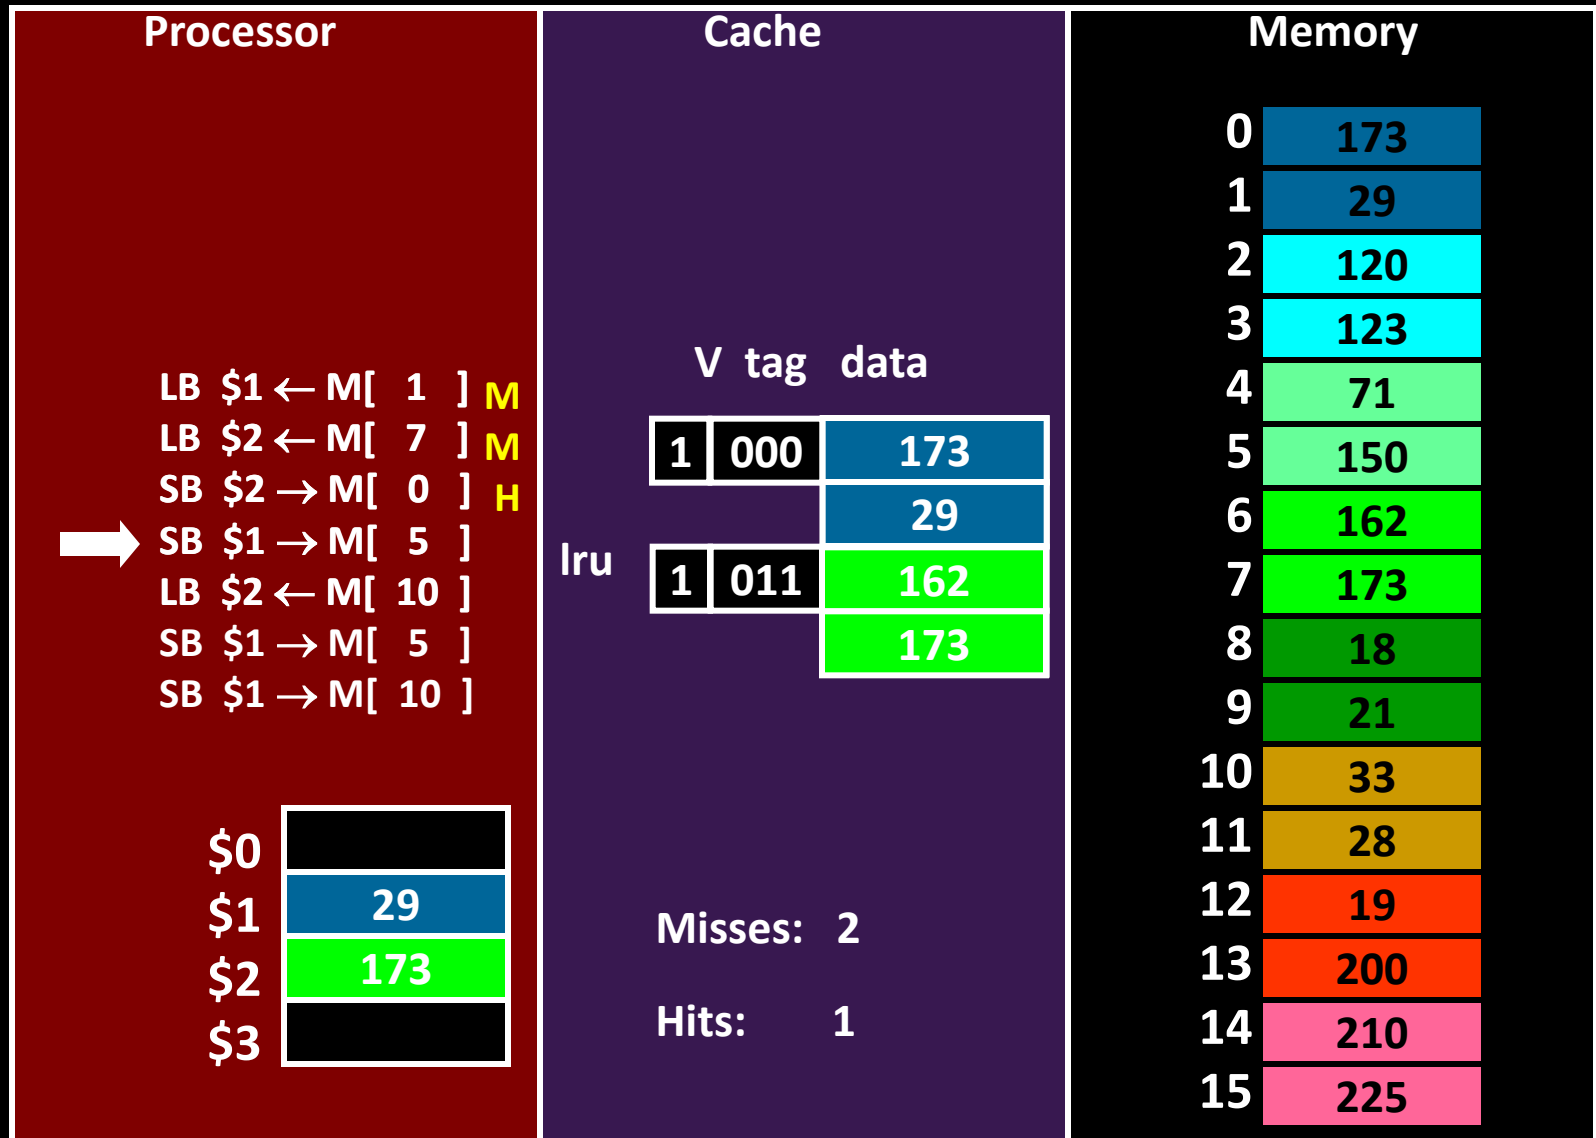 Processor
LB $1 ← M[ 1 ] M
LB $2 ← M[ 7 ] M
SB $2 → M[ 0 ] H
SB $1 → M[ 5 ]
LB $2 ← M[ 10 ]
SB $1 → M[ 5 ]
SB $1 → M[ 10 ]
$0
$1 29
$2 173
$3
Cache
V tag data
1 000 173
29
lru 1 011 162
173
Misses: 2
Hits: 1
Memory
0 173
1 29
2 120
3 123
4 71
5 150
6 162
7 173
8 18
9 21
10 33
11 28
12 19
13 200
14 210
15 225